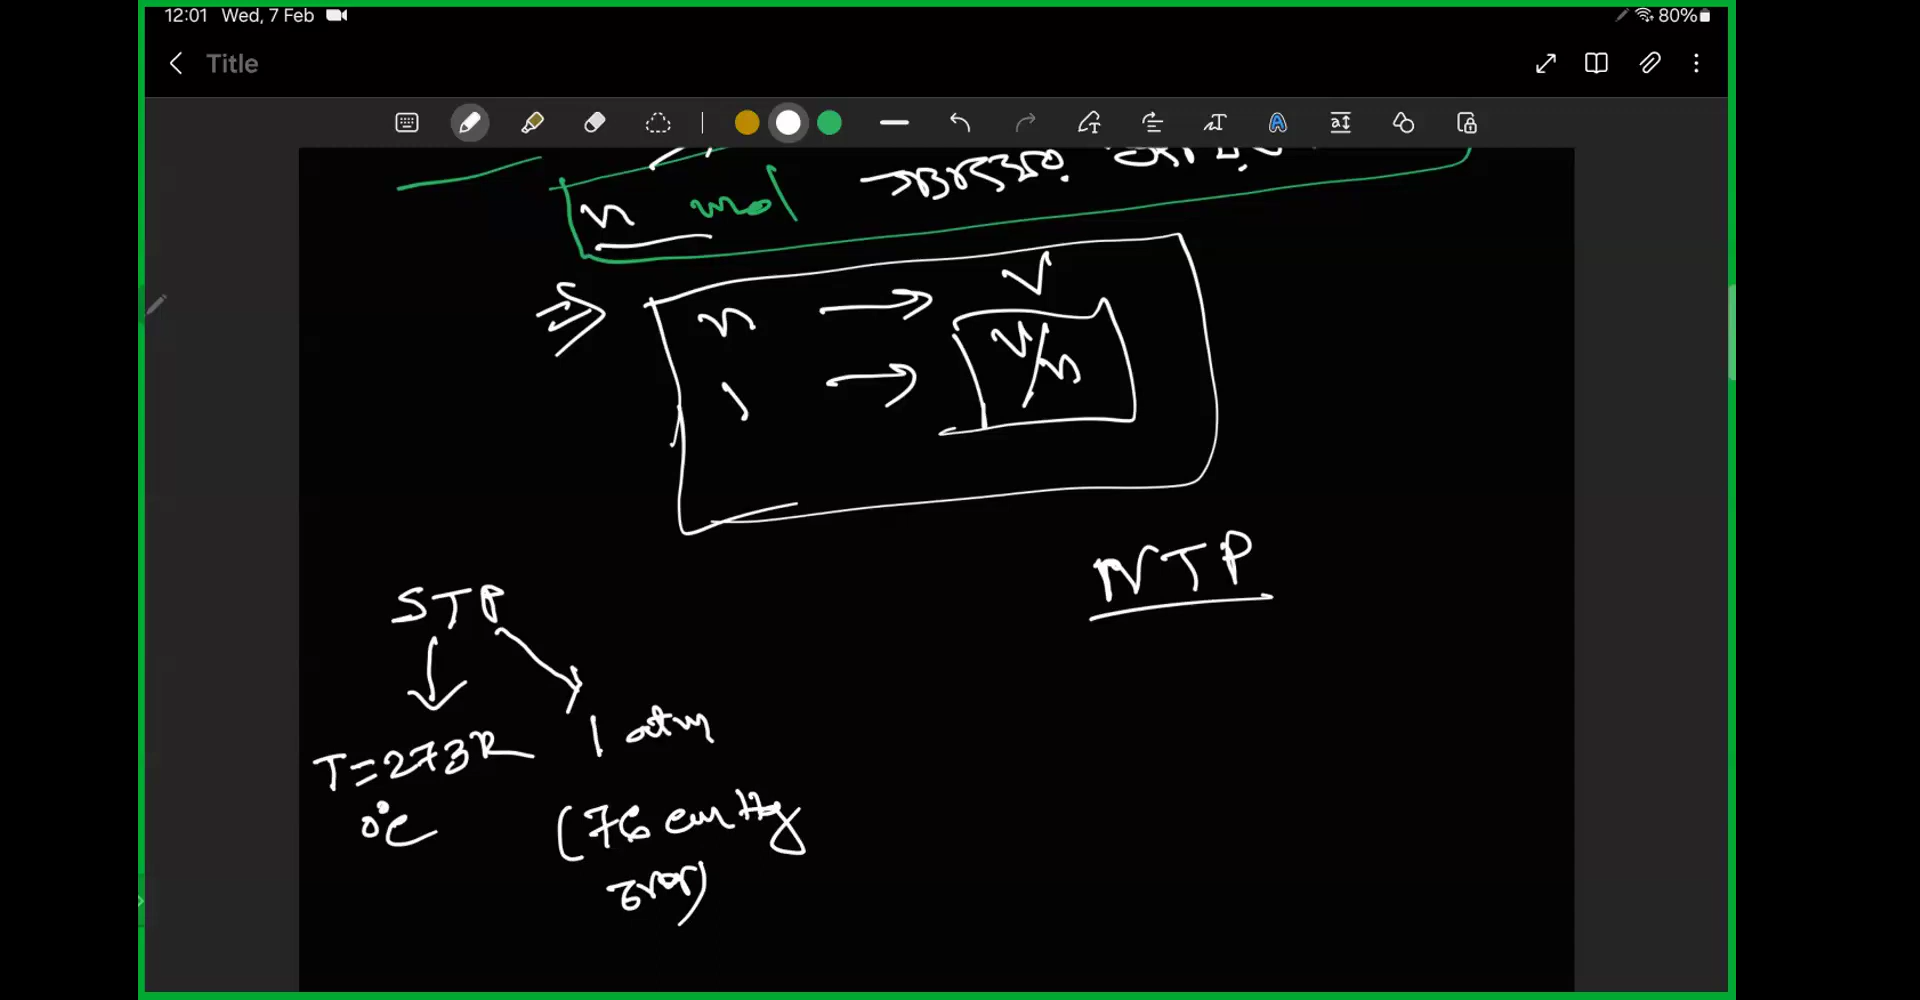 12:01 Wed, 7 Feb 80%
Title
n mol
n → V
1 → V/n
NTP
STP
T=273K 1 atm
0°C (76 cm Hg